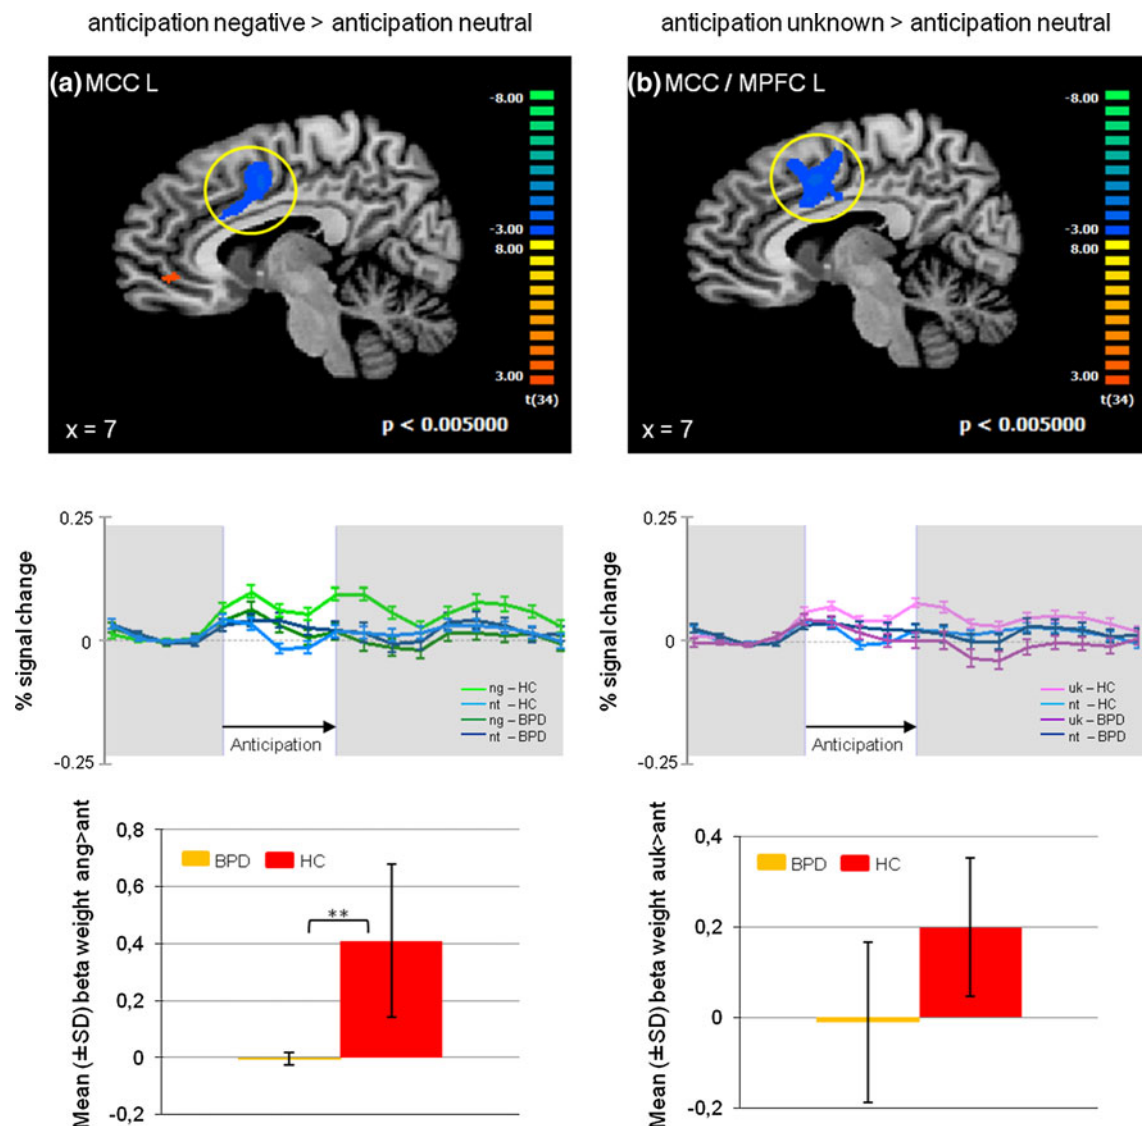 anticipation negative > anticipation neutral
anticipation unknown > anticipation neutral
(a) MCC L
-8.00
-3.00
8.00
3.00
t(34)
x = 7
p < 0.005000
(b) MCC / MPFC L
-8.00
-3.00
8.00
3.00
t(34)
x = 7
p < 0.005000
% signal change
0.25
0
-0.25
Anticipation
ng – HC
nt – HC
ng – BPD
nt – BPD
% signal change
0.25
0
-0.25
Anticipation
uk – HC
nt – HC
uk – BPD
nt – BPD
Mean (±SD) beta weight ang>ant
0,8
0,6
0,4
0,2
0
-0,2
BPD HC
**
Mean (±SD) beta weight auk>ant
0,4
0,2
0
-0,2
BPD HC